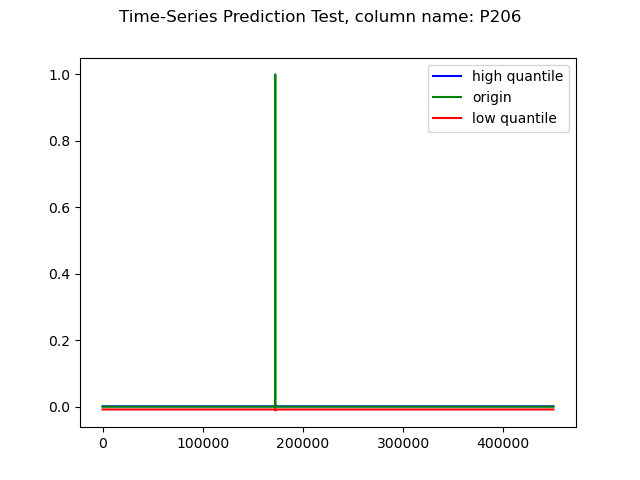 Time-Series Prediction Test, column name: P206
high quantile
origin
low quantile
1.0
0.8
0.6
0.4
0.2
0.0
0
100000
200000
300000
400000